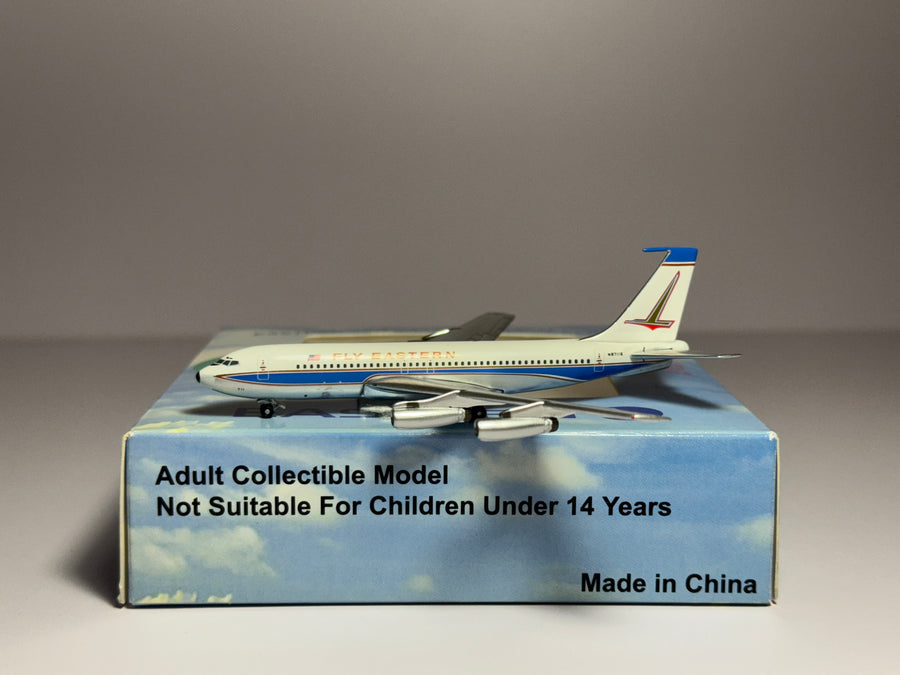 FLY EASTERN
Adult Collectible Model
Not Suitable For Children Under 14 Years
Made in China